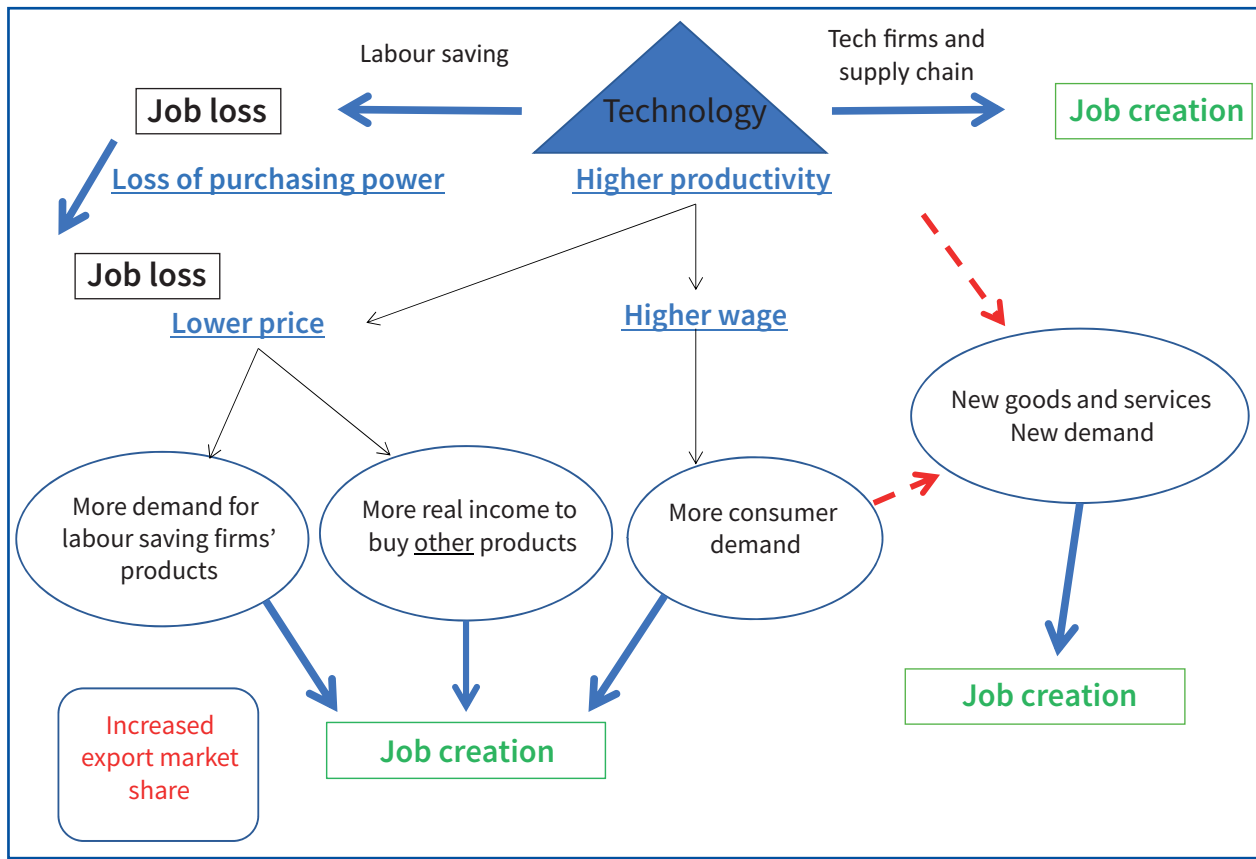 Labour saving
Tech firms and
supply chain
Job loss
Technology
Job creation
Loss of purchasing power
Higher productivity
Job loss
Lower price
Higher wage
New goods and services
New demand
More demand for
labour saving firms’
products
More real income to
buy other products
More consumer
demand
Increased
export market
share
Job creation
Job creation